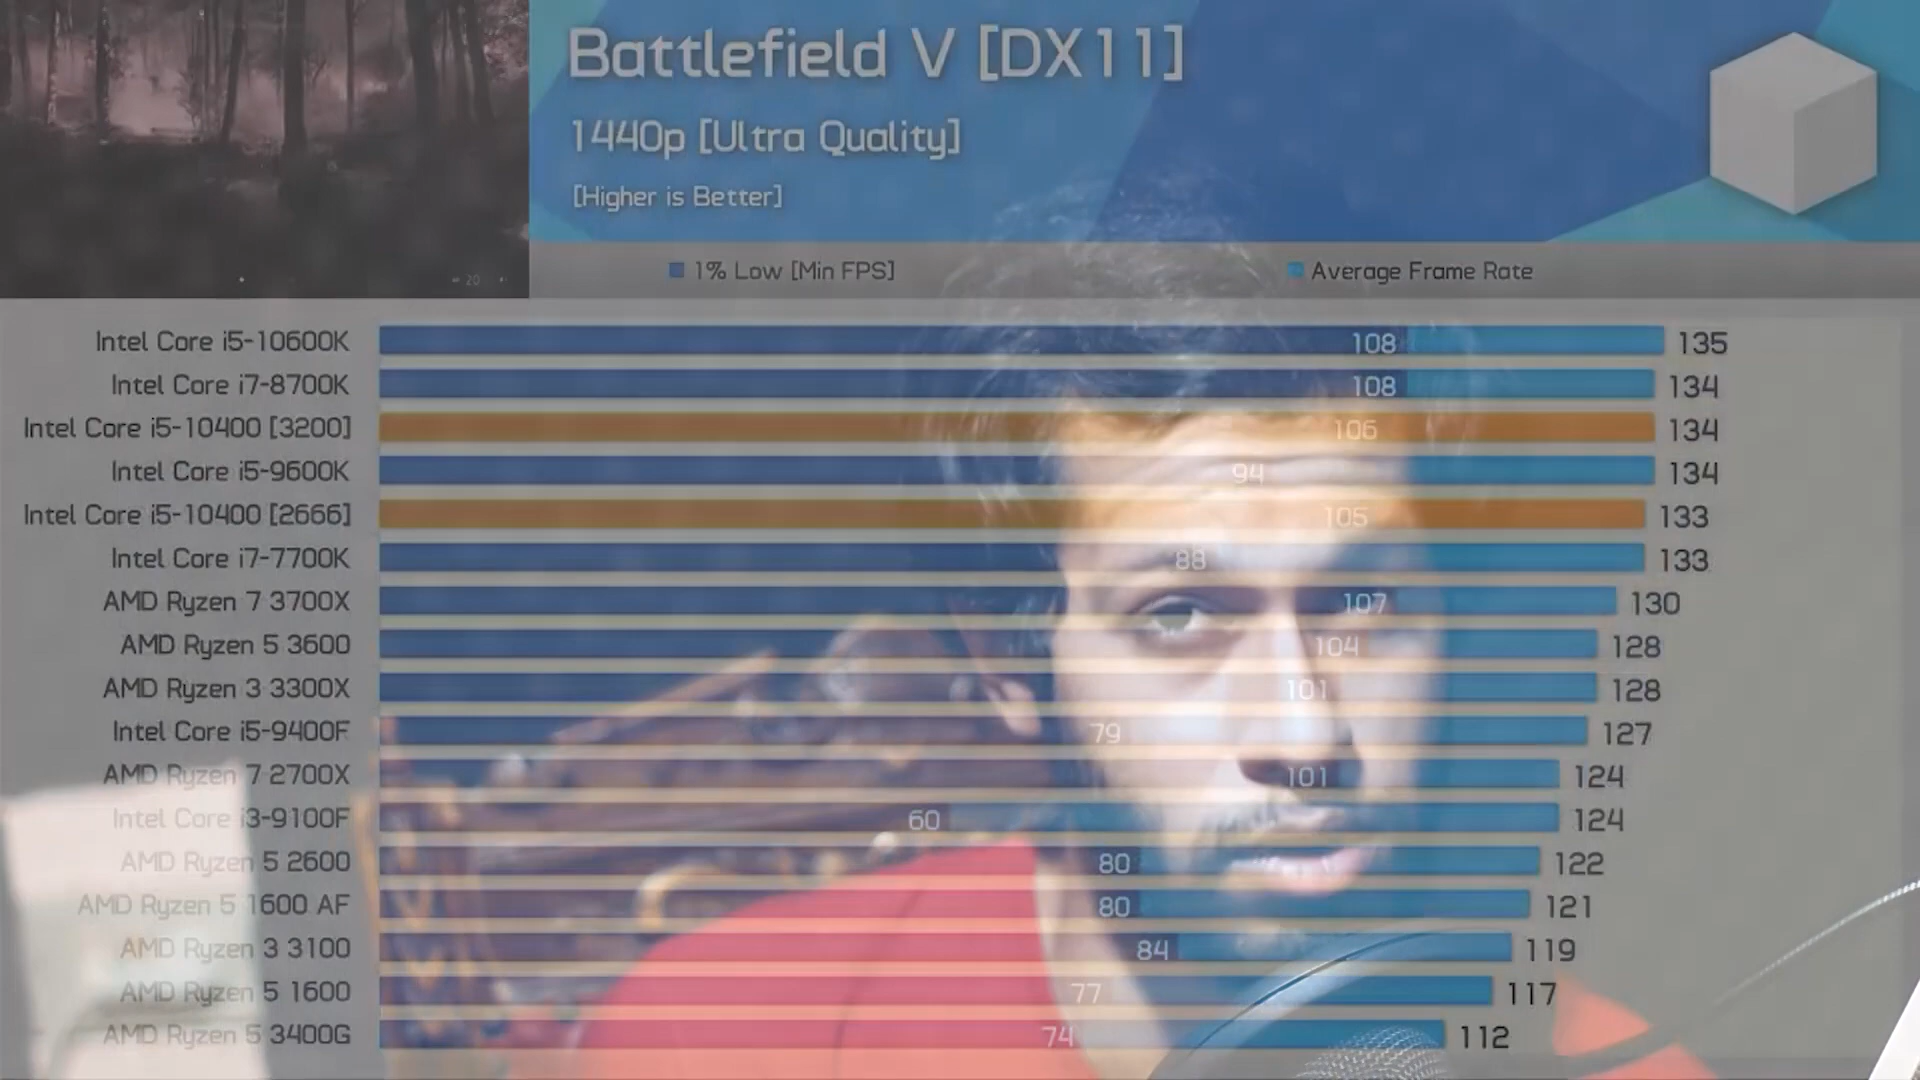 Battlefield V [DX11]
1440p [Ultra Quality]
[Higher is Better]
1% Low [Min FPS] Average Frame Rate
20
Intel Core i5-10600K 108 135
Intel Core i7-8700K 108 134
Intel Core i5-10400 [3200] 106 134
Intel Core i5-9600K 94 134
Intel Core i5-10400 [2666] 105 133
Intel Core i7-7700K 88 133
AMD Ryzen 7 3700X 107 130
AMD Ryzen 5 3600 104 128
AMD Ryzen 3 3300X 101 128
Intel Core i5-9400F 79 127
AMD Ryzen 7 2700X 101 124
Intel Core i3-9100F 60 124
AMD Ryzen 5 2600 80 122
AMD Ryzen 5 1600 AF 80 121
AMD Ryzen 3 3100 84 119
AMD Ryzen 5 1600 77 117
AMD Ryzen 5 3400G 74 112